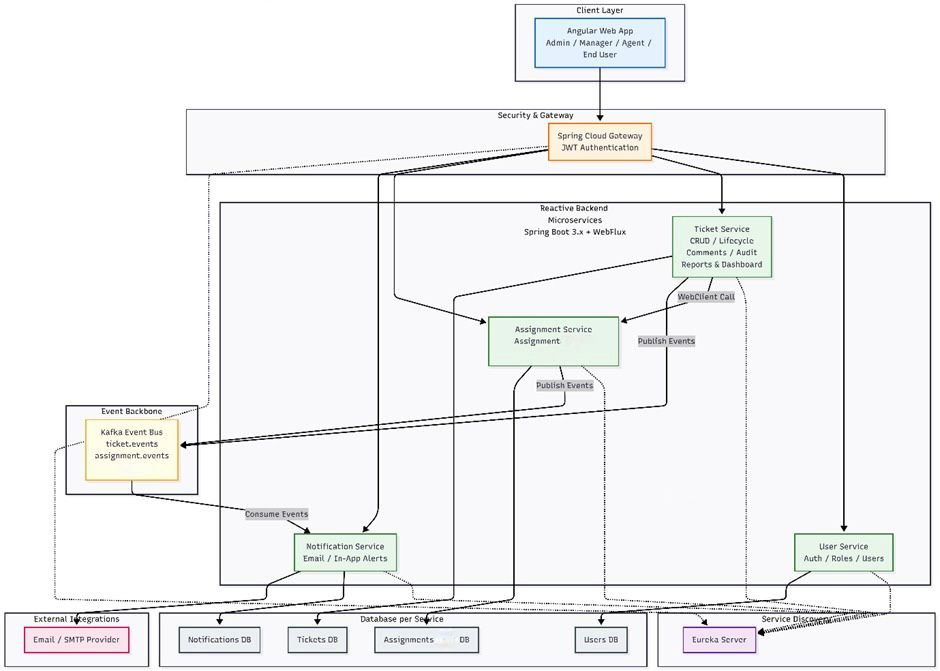 Client Layer
Angular Web App
Admin / Manager / Agent /
End User
Security & Gateway
Spring Cloud Gateway
JWT Authentication
Reactive Backend
Microservices
Spring Boot 3.x + WebFlux
Ticket Service
CRUD / Lifecycle
Comments / Audit
Reports & Dashboard
WebClient Call
Assignment Service
Assignment
Publish Events
Publish Events
Event Backbone
Kafka Event Bus
ticket.events
assignment.events
Consume Events
Notification Service
Email / In-App Alerts
User Service
Auth / Roles / Users
External Integrations
Email / SMTP Provider
Database per Service
Notifications DB
Tickets DB
Assignments DB
Users DB
Service Discovery
Eureka Server